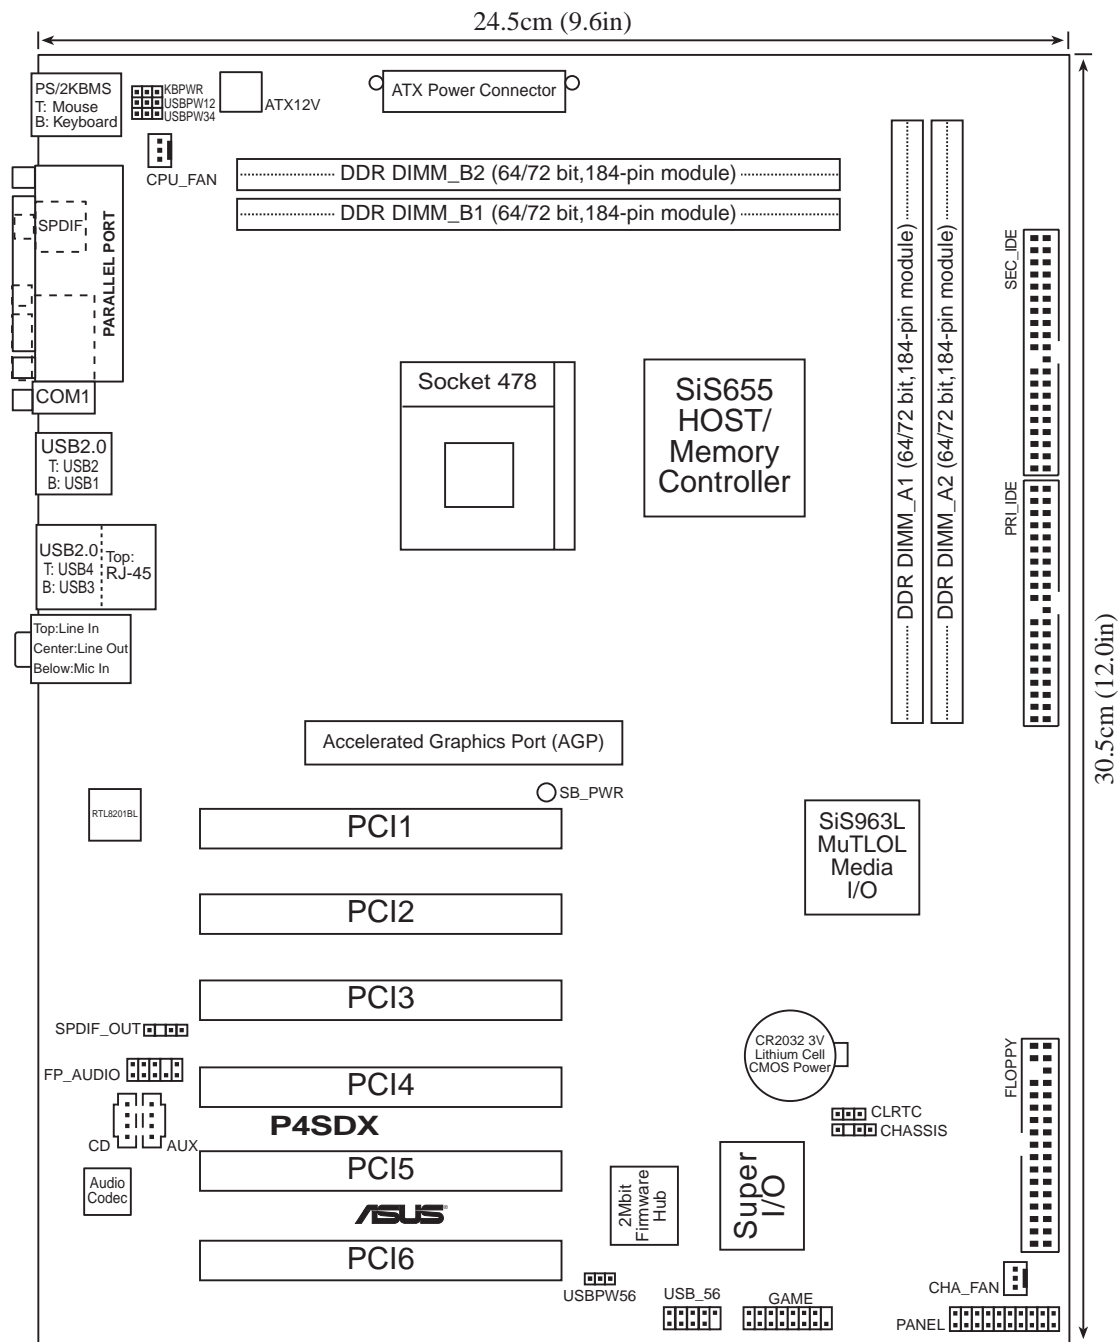 24.5cm (9.6in)
PS/2KBMS
T: Mouse
B: Keyboard
KBPWR
USBPW12
USBPW34
ATX12V
ATX Power Connector
CPU_FAN
DDR DIMM_B2 (64/72 bit,184-pin module)
DDR DIMM_B1 (64/72 bit,184-pin module)
SPDIF
PARALLEL PORT
COM1
Socket 478
SiS655
HOST/
Memory
Controller
DDR DIMM_A1 (64/72 bit,184-pin module)
DDR DIMM_A2 (64/72 bit,184-pin module)
SEC_IDE
PRI_IDE
USB2.0
T: USB2
B: USB1
USB2.0
T: USB4
B: USB3
Top:
RJ-45
Top:Line In
Center:Line Out
Below:Mic In
30.5cm (12.0in)
Accelerated Graphics Port (AGP)
SB_PWR
RTL8201BL
PCI1
SiS963L
MuTLOL
Media
I/O
PCI2
PCI3
SPDIF_OUT
CR2032 3V
Lithium Cell
CMOS Power
FLOPPY
FP_AUDIO
PCI4
CLRTC
CHASSIS
P4SDX
CD
AUX
PCI5
Audio
Codec
2Mbit
Firmware
Hub
Super
I/O
ASUS®
PCI6
USBPW56
USB_56
GAME
CHA_FAN
PANEL